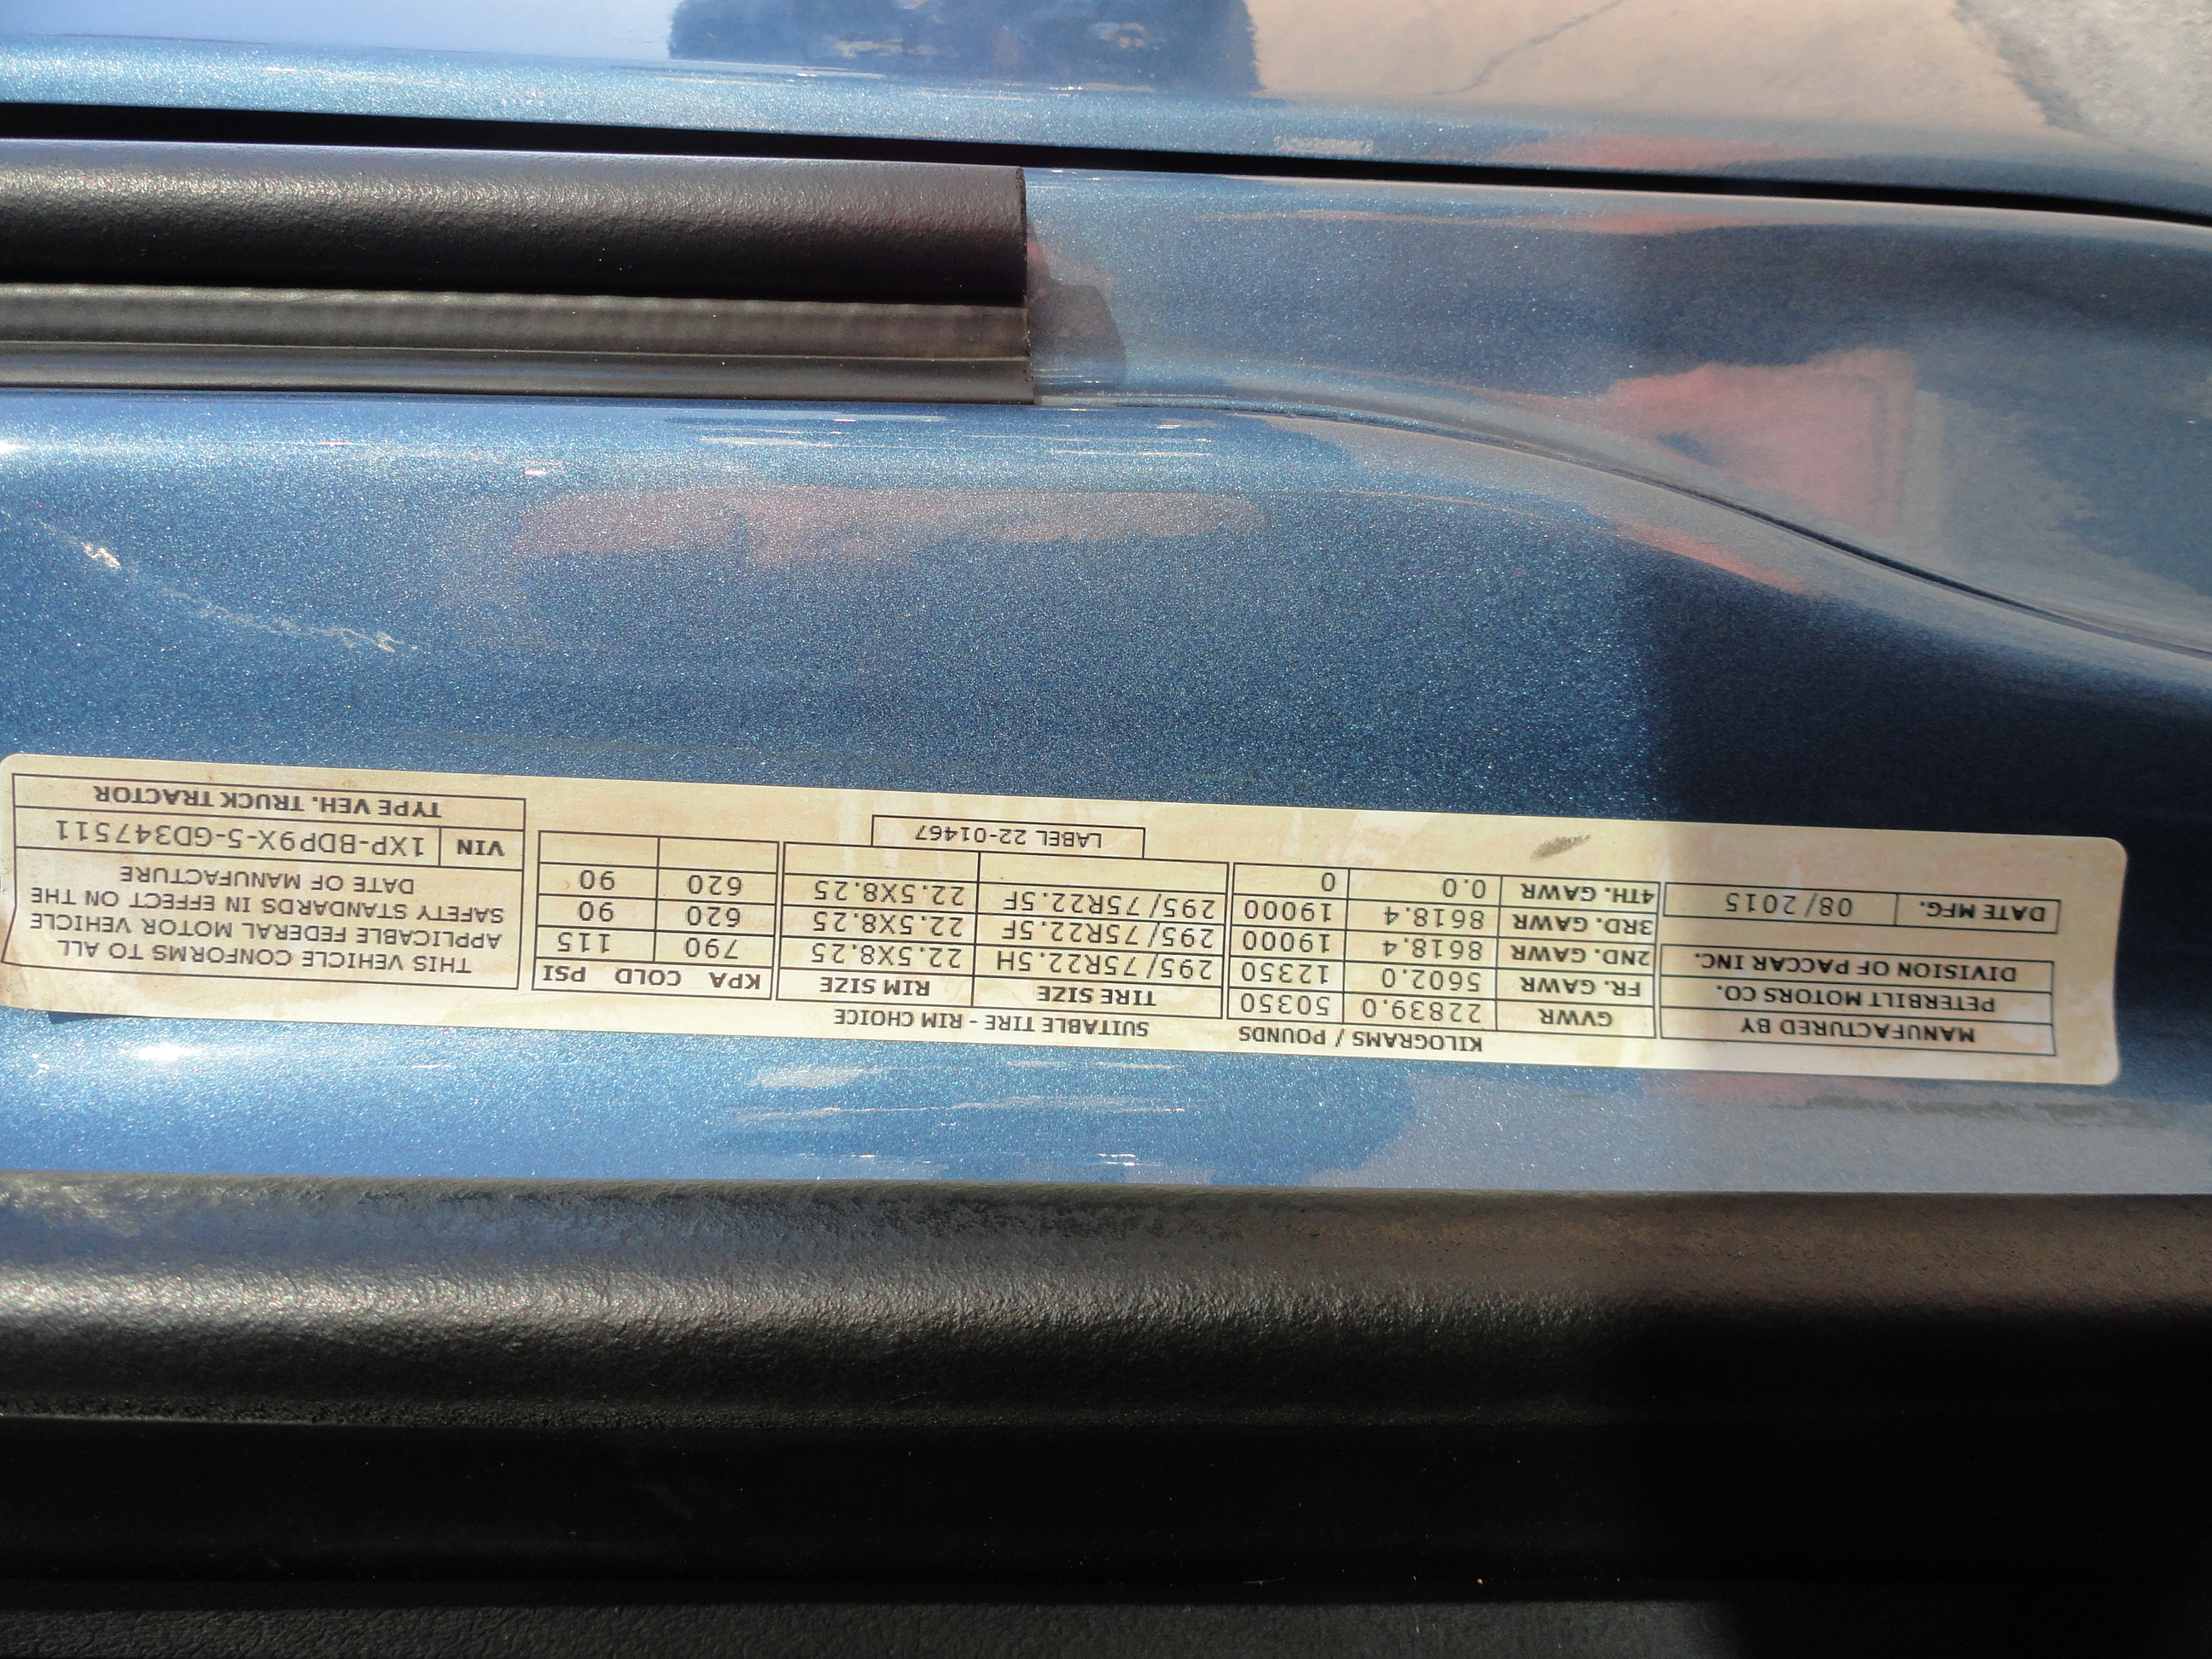 MANUFACTURED BY
PETERBILT MOTORS CO.
DIVISION OF PACCAR INC.
DATE MFG. 08/2015
KILOGRAMS / POUNDS
GVWR 22839.0 50350
FR. GAWR 5602.0 12350
2ND. GAWR 8618.4 19000
3RD. GAWR 8618.4 19000
4TH. GAWR 0.0 0
SUITABLE TIRE - RIM CHOICE
TIRE SIZE RIM SIZE
295/75R22.5H 22.5X8.25
295/75R22.5F 22.5X8.25
295/75R22.5F 22.5X8.25
LABEL 22-01467
KPA COLD PSI
790 115
620 90
620 90
THIS VEHICLE CONFORMS TO ALL
APPLICABLE FEDERAL MOTOR VEHICLE
SAFETY STANDARDS IN EFFECT ON THE
DATE OF MANUFACTURE
VIN 1XP-BDP9X-5-GD347511
TYPE VEH. TRUCK TRACTOR